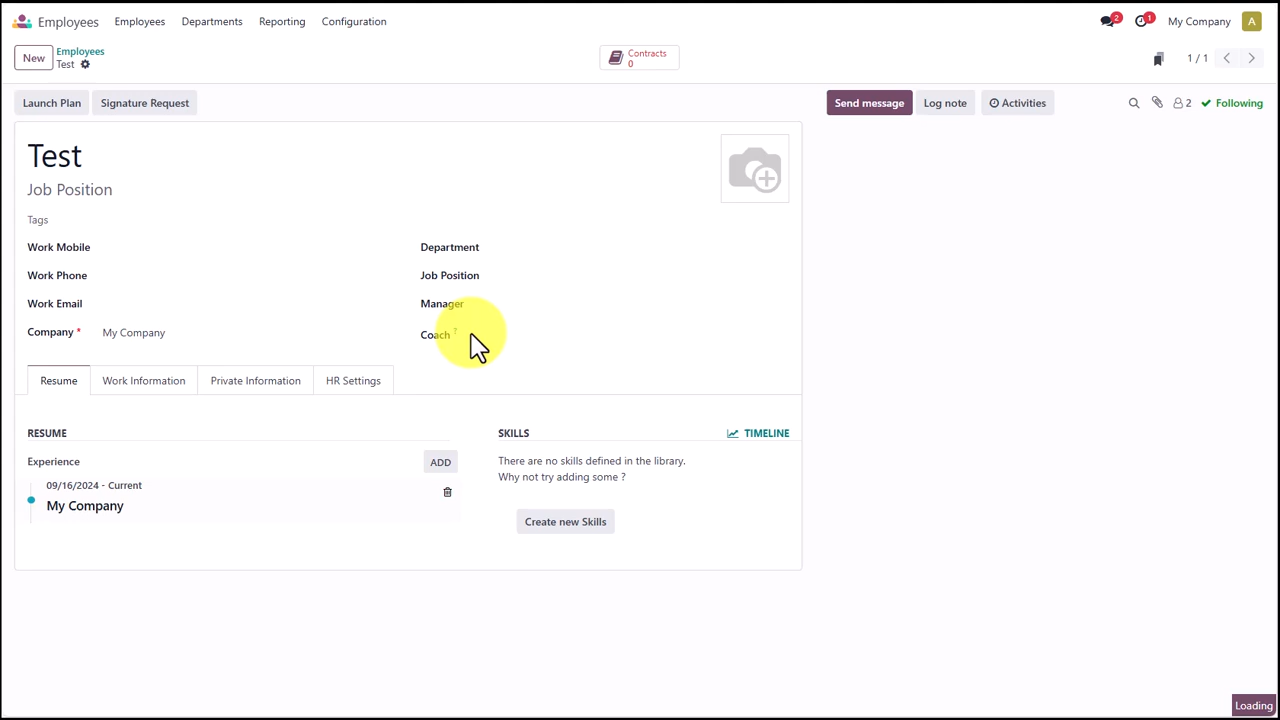 Employees Employees Departments Reporting Configuration 2 1 My Company A
New Employees Contracts 1 / 1
Test 0
Launch Plan Signature Request Send message Log note Activities 2 Following
Test
Job Position
Tags
Work Mobile Department
Work Phone Job Position
Work Email Manager
Company * My Company Coach ?
Resume Work Information Private Information HR Settings
RESUME SKILLS TIMELINE
Experience ADD There are no skills defined in the library.
Why not try adding some ?
09/16/2024 - Current
My Company
Create new Skills
Loading